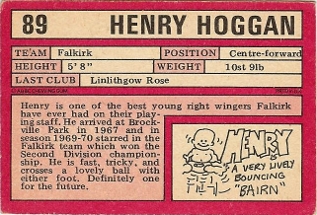 89 HENRY HOGGAN
TEAM Falkirk POSITION Centre-forward
HEIGHT 5' 8" WEIGHT 10st 9lb
LAST CLUB Linlithgow Rose
Henry is one of the best young right wingers Falkirk
have ever had on their play-
ing staff. He arrived at Brock-
ville Park in 1967 and in
season 1969-70 starred in the
Falkirk team which won the
Second Division champion-
ship. He is fast, tricky, and
crosses a lovely ball with
either foot. Definitely one
for the future.
HENRY
A VERY LIVELY
BOUNCING
"BAIRN"